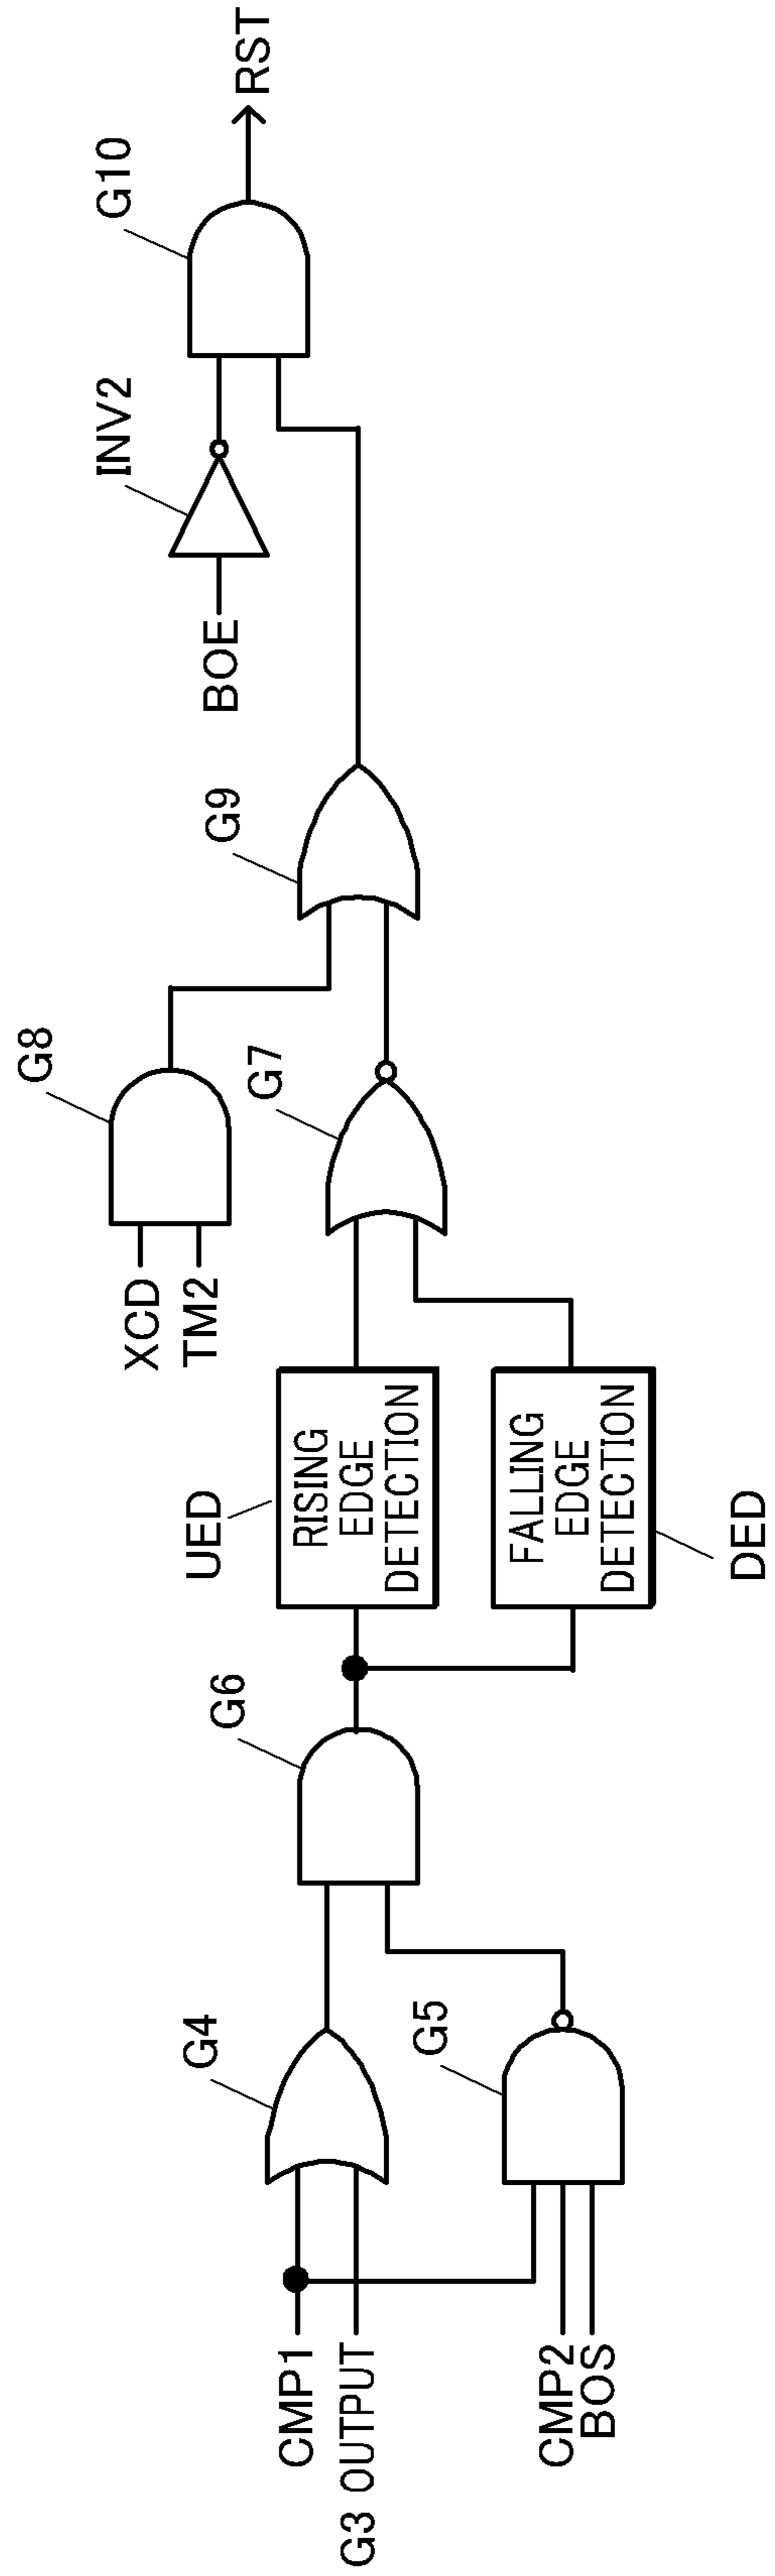 CMP1
G3 OUTPUT
CMP2
BOS
G4
G5
G6
UED
RISING
EDGE
DETECTION
FALLING
EDGE
DETECTION
DED
XCD
TM2
G8
G7
G9
BOE
INV2
G10
RST